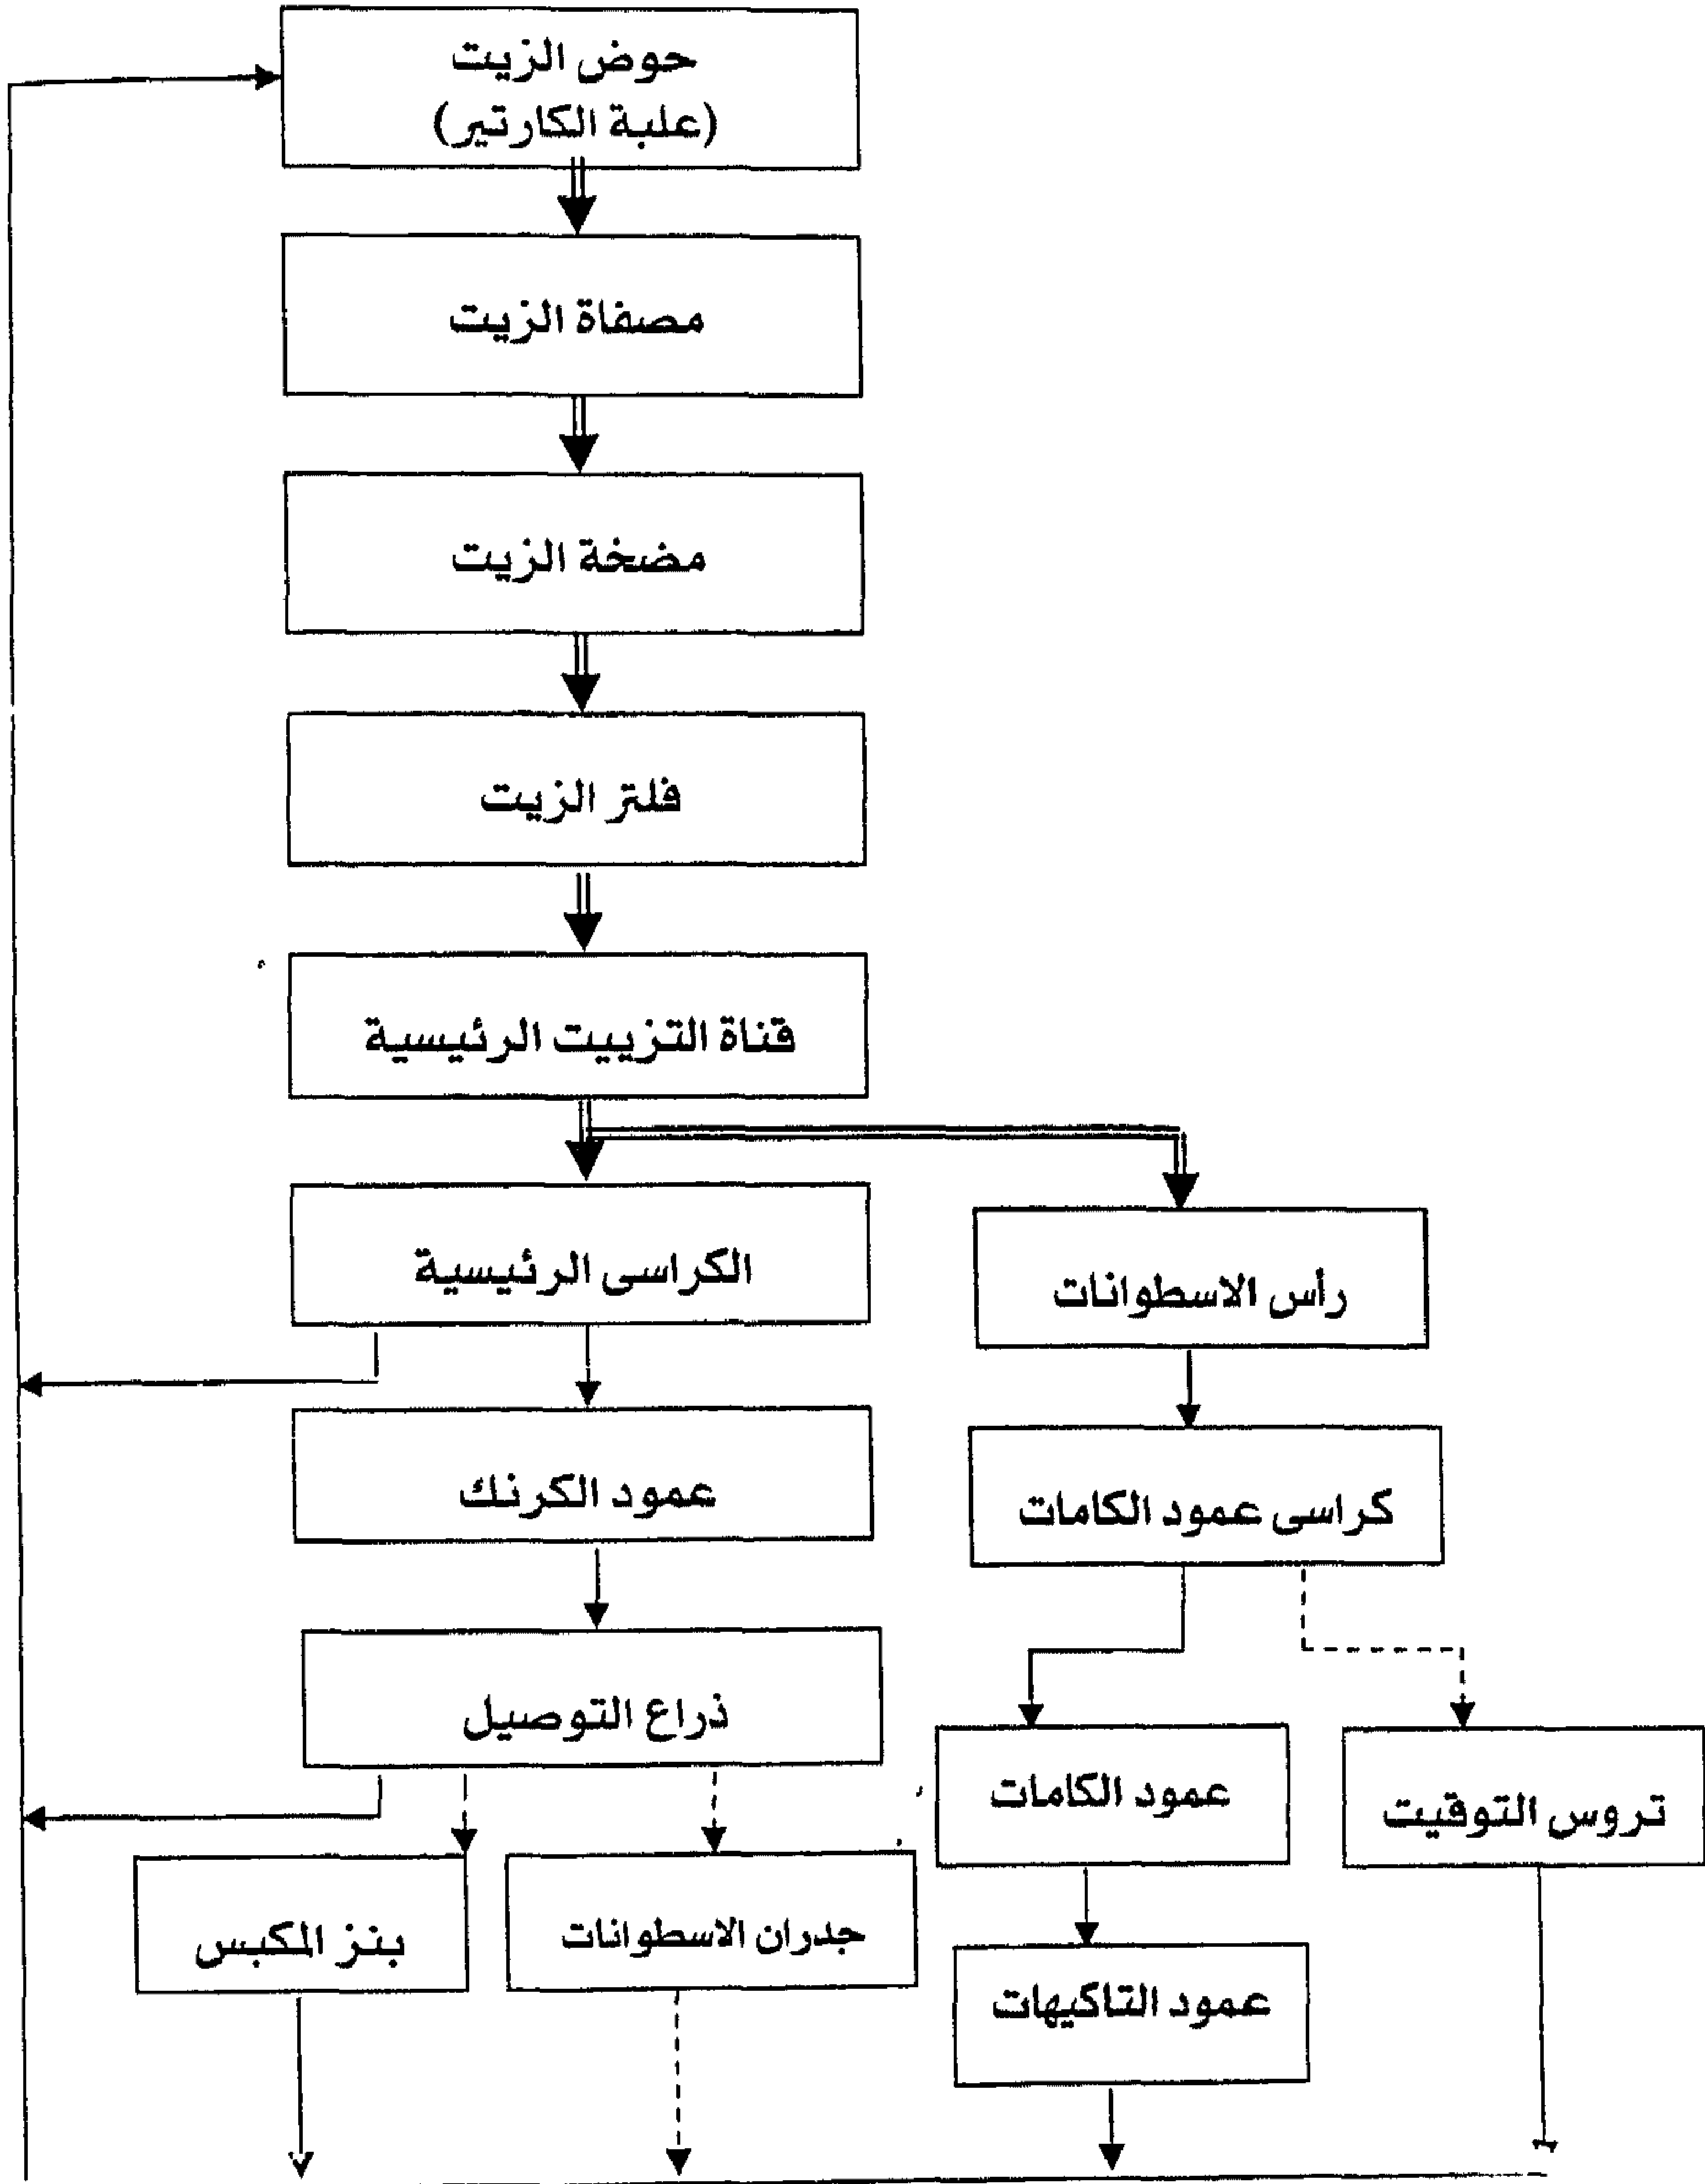 حوض الزيت
(علبة الكارتير)
مصفاة الزيت
مضخة الزيت
فلتر الزيت
قناة التزييت الرئيسية
الكراسى الرئيسية
رأس الاسطوانات
عمود الكرنك
كراسى عمود الكامات
ذراع التوصيل
عمود الكامات
تروس التوقيت
بنز المكبس
جدران الاسطوانات
عمود التاكيهات